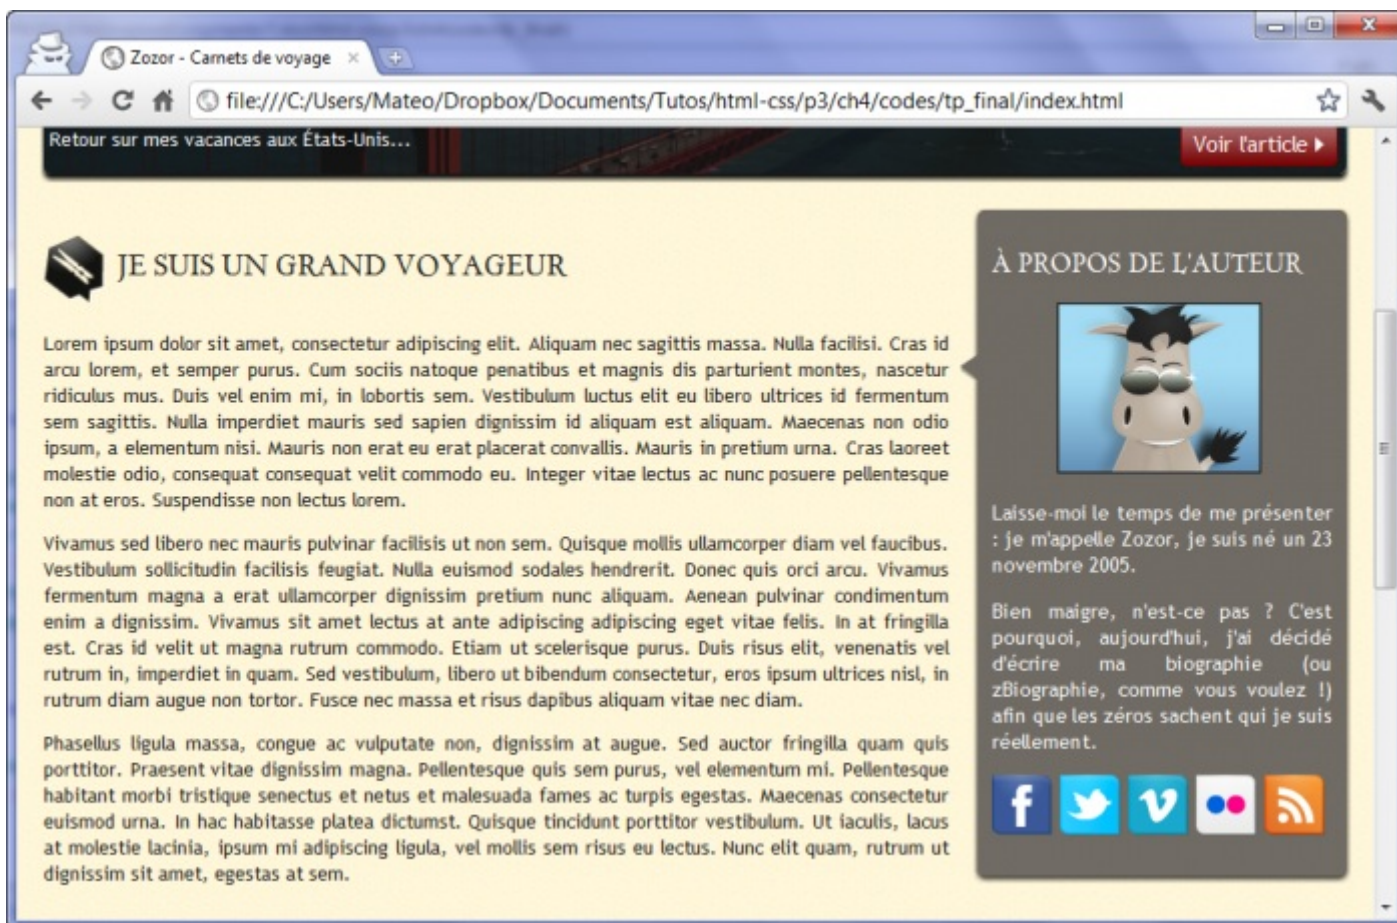 Zozor - Carnets de voyage
file:///C:/Users/Mateo/Dropbox/Documents/Tutos/html-css/p3/ch4/codes/tp_final/index.html
Retour sur mes vacances aux États-Unis...
Voir l'article
JE SUIS UN GRAND VOYAGEUR
Lorem ipsum dolor sit amet, consectetur adipiscing elit. Aliquam nec sagittis massa. Nulla facilisi. Cras id
arcu lorem, et semper purus. Cum sociis natoque penatibus et magnis dis parturient montes, nascetur
ridiculus mus. Duis vel enim mi, in lobortis sem. Vestibulum luctus elit eu libero ultrices id fermentum
sem sagittis. Nulla imperdiet mauris sed sapien dignissim id aliquam est aliquam. Maecenas non odio
ipsum, a elementum nisi. Mauris non erat eu erat placerat convallis. Mauris in pretium urna. Cras laoreet
molestie odio, consequat consequat velit commodo eu. Integer vitae lectus ac nunc posuere pellentesque
non at eros. Suspendisse non lectus lorem.
Vivamus sed libero nec mauris pulvinar facilisis ut non sem. Quisque mollis ullamcorper diam vel faucibus.
Vestibulum sollicitudin facilisis feugiat. Nulla euismod sodales hendrerit. Donec quis orci arcu. Vivamus
fermentum magna a erat ullamcorper dignissim pretium nunc aliquam. Aenean pulvinar condimentum
enim a dignissim. Vivamus sit amet lectus at ante adipiscing adipiscing eget vitae felis. In at fringilla
est. Cras id velit ut magna rutrum commodo. Etiam ut scelerisque purus. Duis risus elit, venenatis vel
rutrum in, imperdiet in quam. Sed vestibulum, libero ut bibendum consectetur, eros ipsum ultrices nisl, in
rutrum diam augue non tortor. Fusce nec massa et risus dapibus aliquam vitae nec diam.
Phasellus ligula massa, congue ac vulputate non, dignissim at augue. Sed auctor fringilla quam quis
porttitor. Praesent vitae dignissim magna. Pellentesque quis sem purus, vel elementum mi. Pellentesque
habitant morbi tristique senectus et netus et malesuada fames ac turpis egestas. Maecenas consectetur
euismod urna. In hac habitasse platea dictumst. Quisque tincidunt porttitor vestibulum. Ut iaculis, lacus
at molestie lacinia, ipsum mi adipiscing ligula, vel mollis sem risus eu lectus. Nunc elit quam, rutrum ut
dignissim sit amet, egestas at sem.
À PROPOS DE L'AUTEUR
Laisse-moi le temps de me présenter
: je m'appelle Zozor, je suis né un 23
novembre 2005.
Bien maigre, n'est-ce pas ? C'est
pourquoi, aujourd'hui, j'ai décidé
d'écrire ma biographie (ou
zBiographie, comme vous voulez !)
afin que les zéros sachent qui je suis
réellement.